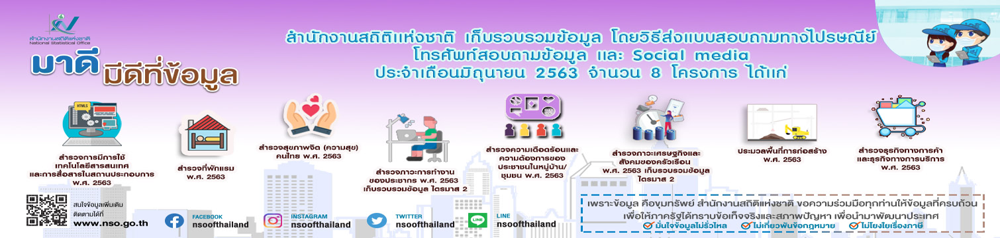 สำนักงานสถิติแห่งชาติ
National Statistical Office
มาดี
มีดีที่ข้อมูล
สำนักงานสถิติแห่งชาติ เก็บรวบรวมข้อมูล โดยวิธีส่งแบบสอบถามทางไปรษณีย์
โทรศัพท์สอบถามข้อมูล และ Social media
ประจำเดือนมิถุนายน 2563 จำนวน 8 โครงการ ได้แก่
HTML5
สำรวจการมีการใช้
เทคโนโลยีสารสนเทศ
และการสื่อสารในสถานประกอบการ
พ.ศ. 2563
สำรวจที่พักแรม
พ.ศ. 2563
สำรวจสุขภาพจิต (ความสุข)
คนไทย พ.ศ. 2563
สำรวจภาวะการทำงาน
ของประชากร พ.ศ. 2563
เก็บรวบรวมข้อมูล ไตรมาส 2
สำรวจความเดือดร้อนและ
ความต้องการของ
ประชาชนในหมู่บ้าน/
ชุมชน พ.ศ. 2563
สำรวจภาวะเศรษฐกิจและ
สังคมของครัวเรือน
พ.ศ. 2563 เก็บรวบรวมข้อมูล
ไตรมาส 2
ประมวลพื้นที่การก่อสร้าง
พ.ศ. 2563
สำรวจธุรกิจทางการค้า
และธุรกิจทางการบริการ
พ.ศ. 2563
สนใจข้อมูลเพิ่มเติม
ติดตามได้ที่
www.nso.go.th
FACEBOOK
nsoofthailand
INSTAGRAM
nsoofthailand
TWITTER
nsoofthailand
LINE
LINE
nsoofthailand
เพราะข้อมูล คือขุมทรัพย์ สำนักงานสถิติแห่งชาติ ขอความร่วมมือทุกท่านให้ข้อมูลที่ครบถ้วน
เพื่อให้ภาครัฐได้ทราบข้อเท็จจริงและสภาพปัญหา เพื่อนำมาพัฒนาประเทศ
มั่นใจข้อมูลไม่รั่วไหล ไม่เกี่ยวพันข้อกฎหมาย ไม่โยงใยเรื่องภาษี